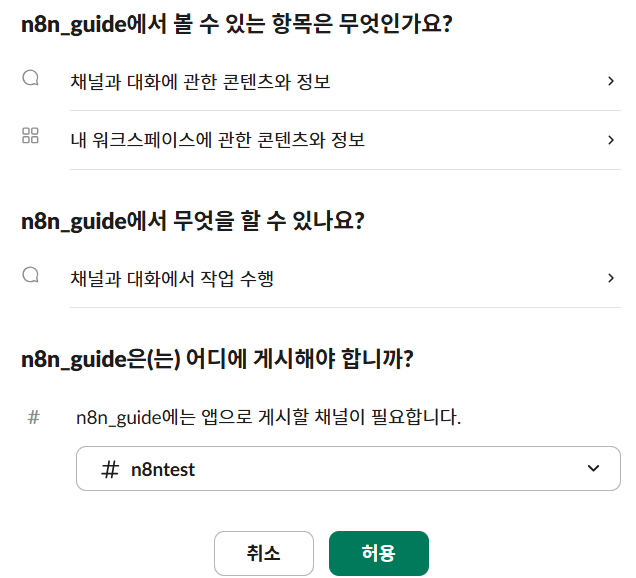 n8n_guide에서 볼 수 있는 항목은 무엇인가요?
채널과 대화에 관한 콘텐츠와 정보
내 워크스페이스에 관한 콘텐츠와 정보
n8n_guide에서 무엇을 할 수 있나요?
채널과 대화에서 작업 수행
n8n_guide은(는) 어디에 게시해야 합니까?
# n8n_guide에는 앱으로 게시할 채널이 필요합니다.
# n8ntest
취소 허용